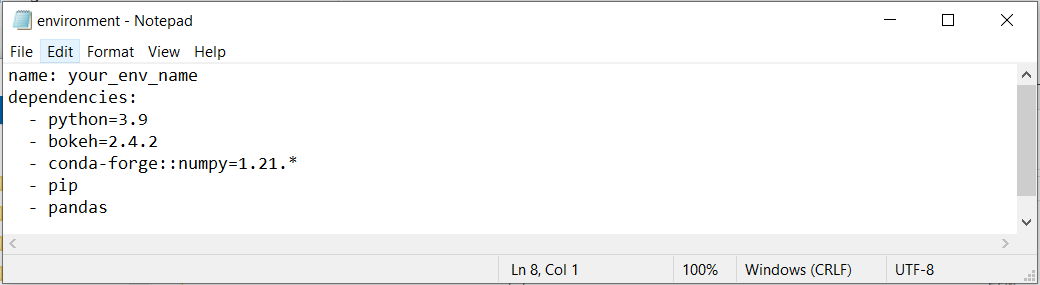 environment - Notepad
File Edit Format View Help
name: your_env_name
dependencies:
  - python=3.9
  - bokeh=2.4.2
  - conda-forge::numpy=1.21.*
  - pip
  - pandas
Ln 8, Col 1 100% Windows (CRLF) UTF-8